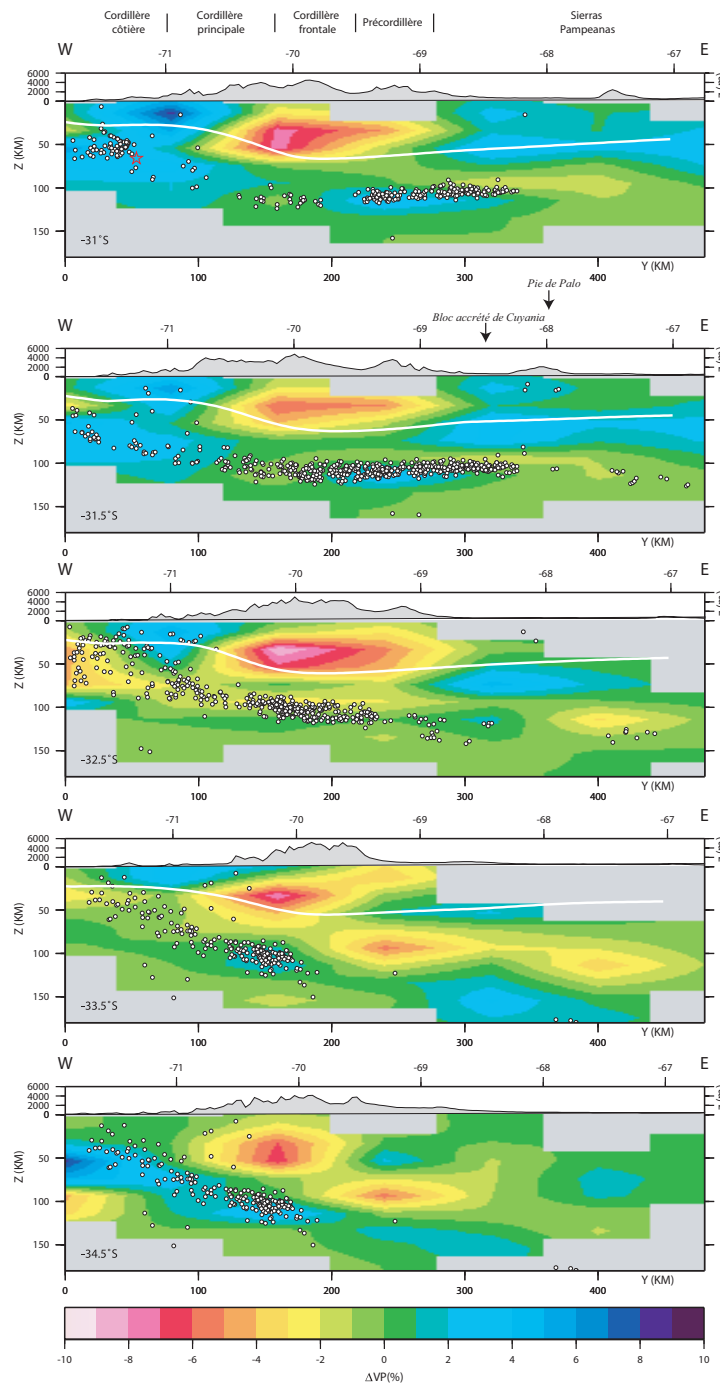 Cordillère côtière
Cordillère principale
Cordillère frontale
Précordillère
Sierras Pampeanas
W E
-71 -70 -69 -68 -67
6000
4000
2000
0
0
50
100
150
Z (KM)
-31°S
0 100 200 300 400 Y (KM)
Pie de Palo
Bloc accrété de Cuyania
W E
-71 -70 -69 -68 -67
6000
4000
2000
0
0
50
100
150
Z (KM)
-31.5°S
0 100 200 300 400 Y (KM)
W E
-71 -70 -69 -68 -67
6000
4000
2000
0
0
50
100
150
Z (KM)
-32.5°S
0 100 200 300 400 Y (KM)
W E
-71 -70 -69 -68 -67
6000
4000
2000
0
0
50
100
150
Z (KM)
-33.5°S
0 100 200 300 400 Y (KM)
W E
-71 -70 -69 -68 -67
6000
4000
2000
0
0
50
100
150
Z (KM)
-34.5°S
0 100 200 300 400 Y (KM)
-10 -8 -6 -4 -2 0 2 4 6 8 10
ΔVP(%)